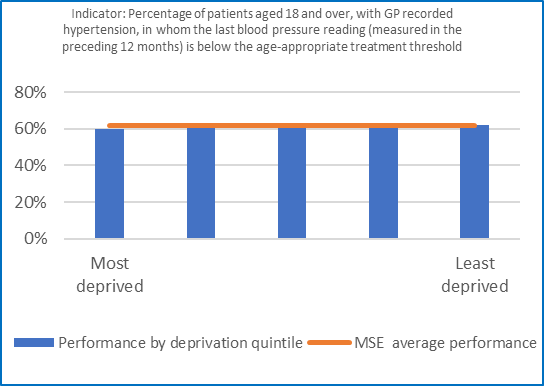 Indicator: Percentage of patients aged 18 and over, with GP recorded
hypertension, in whom the last blood pressure reading (measured in the
preceding 12 months) is below the age-appropriate treatment threshold
80%
60%
40%
20%
0%
Most
deprived
Least
deprived
Performance by deprivation quintile
MSE average performance